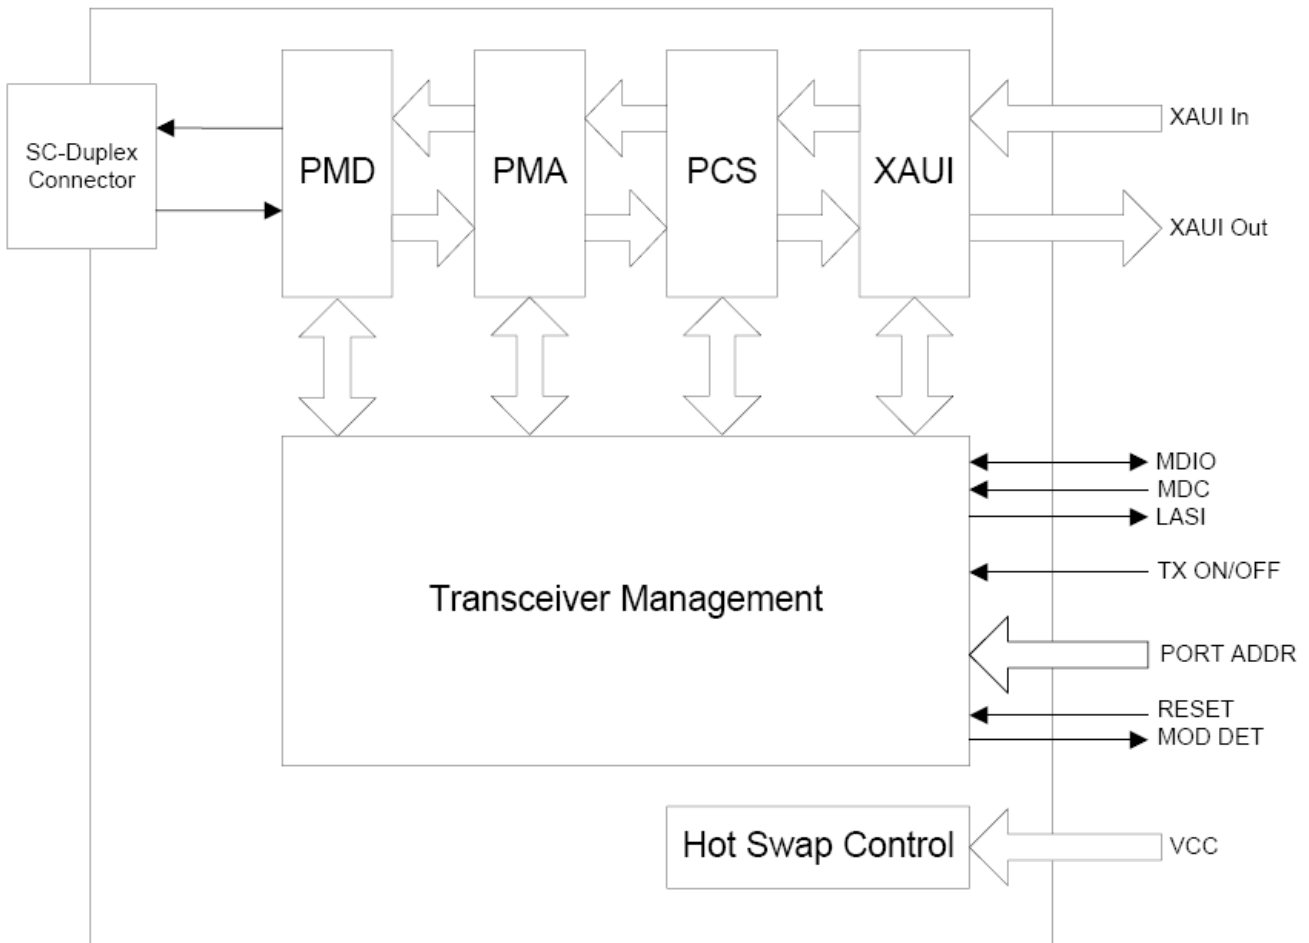 XAUI In
SC-Duplex
Connector
PMD
PMA
PCS
XAUI
XAUI Out
MDIO
MDC
LASI
TX ON/OFF
Transceiver Management
PORT ADDR
RESET
MOD DET
Hot Swap Control
VCC